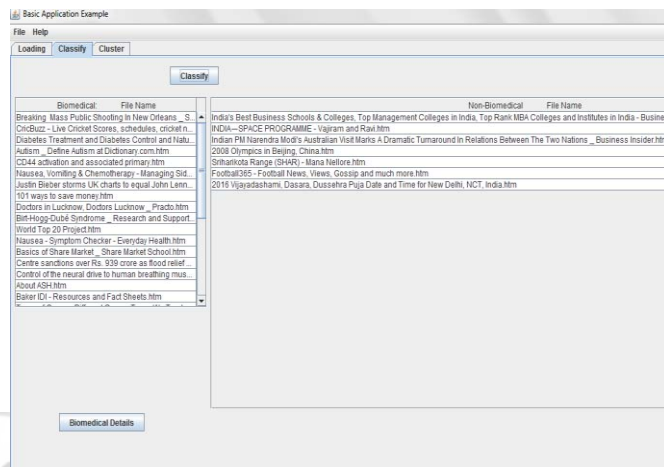 Basic Application Example
File Help
Loading Classify Cluster
Classify
Biomedical: File Name
Breaking Mass Public Shooting In New Orleans _ S...
CricBuzz - Live Cricket Scores, schedules, cricket n...
Diabetes Treatment and Diabetes Control and Natu...
Autism _ Define Autism at Dictionary.com.htm
CD44 activation and associated primary.htm
Nausea, Vomiting & Chemotherapy - Managing Sid...
Justin Bieber storms UK charts to equal John Lenn...
101 ways to save money.htm
Doctors in Lucknow, Doctors Lucknow _ Practo.htm
Birt-Hogg-Dubé Syndrome _ Research and Support...
World Top 20 Project.htm
Nausea - Symptom Checker - Everyday Health.htm
Basics of Share Market _ Share Market School.htm
Centre sanctions over Rs. 939 crore as flood relief ...
Control of the neural drive to human breathing mus...
About ASH.htm
Baker IDI - Resources and Fact Sheets.htm
Non-Biomedical File Name
India's Best Business Schools & Colleges, Top Management Colleges in India, Top Rank MBA Colleges and Institutes in India - Busine
INDIA—SPACE PROGRAMME - Vajiram and Ravi.htm
Indian PM Narendra Modi's Australian Visit Marks A Dramatic Turnaround In Relations Between The Two Nations _ Business Insider.htm
2008 Olympics in Beijing, China.htm
Sriharikota Range (SHAR) - Mana Nellore.htm
Football365 - Football News, Views, Gossip and much more.htm
2016 Vijayadashami, Dasara, Dussehra Puja Date and Time for New Delhi, NCT, India.htm
Biomedical Details